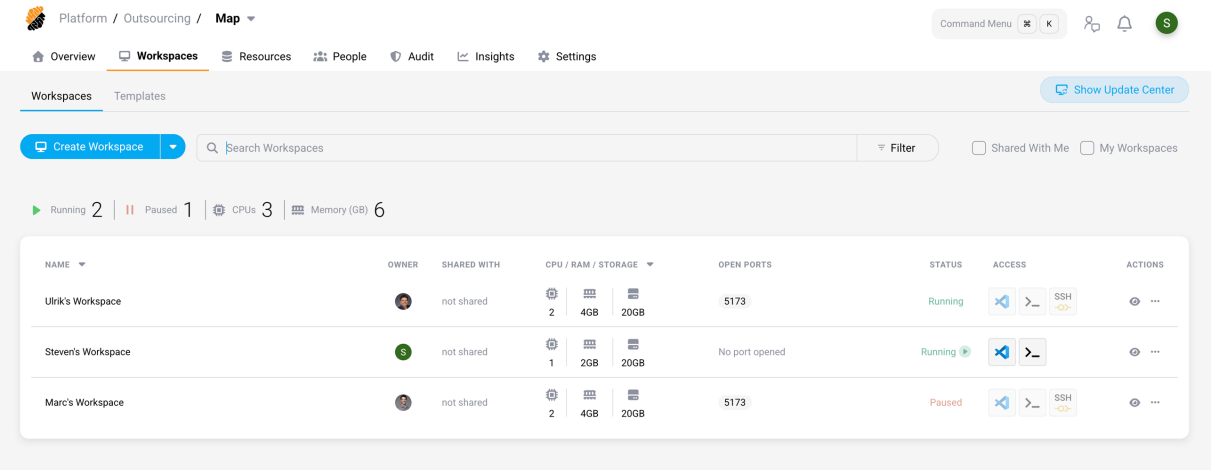 Platform / Outsourcing / Map
Command Menu ⌘ K
S
Overview Workspaces Resources People Audit Insights Settings
Workspaces Templates
Show Update Center
Create Workspace
Search Workspaces
Filter
Shared With Me My Workspaces
Running 2 Paused 1 CPUs 3 Memory (GB) 6
NAME OWNER SHARED WITH CPU / RAM / STORAGE OPEN PORTS STATUS ACCESS ACTIONS
Ulrik's Workspace not shared 2 4GB 20GB 5173 Running SSH
Steven's Workspace S not shared 1 2GB 20GB No port opened Running
Marc's Workspace not shared 2 4GB 20GB 5173 Paused SSH